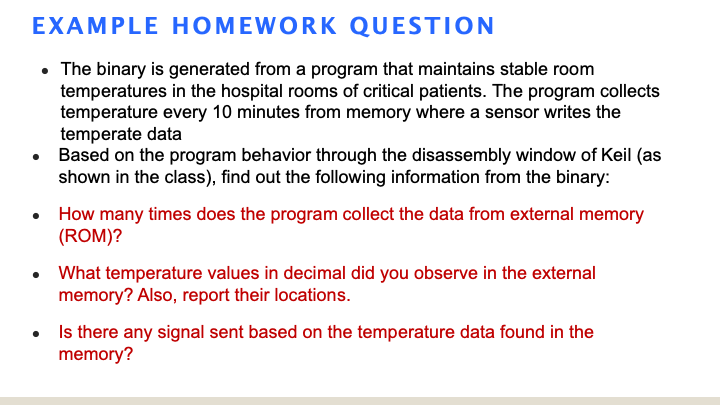 EXAMPLE HOMEWORK QUESTION
• The binary is generated from a program that maintains stable room
temperatures in the hospital rooms of critical patients. The program collects
temperature every 10 minutes from memory where a sensor writes the
temperate data
• Based on the program behavior through the disassembly window of Keil (as
shown in the class), find out the following information from the binary:
• How many times does the program collect the data from external memory
(ROM)?
• What temperature values in decimal did you observe in the external
memory? Also, report their locations.
• Is there any signal sent based on the temperature data found in the
memory?